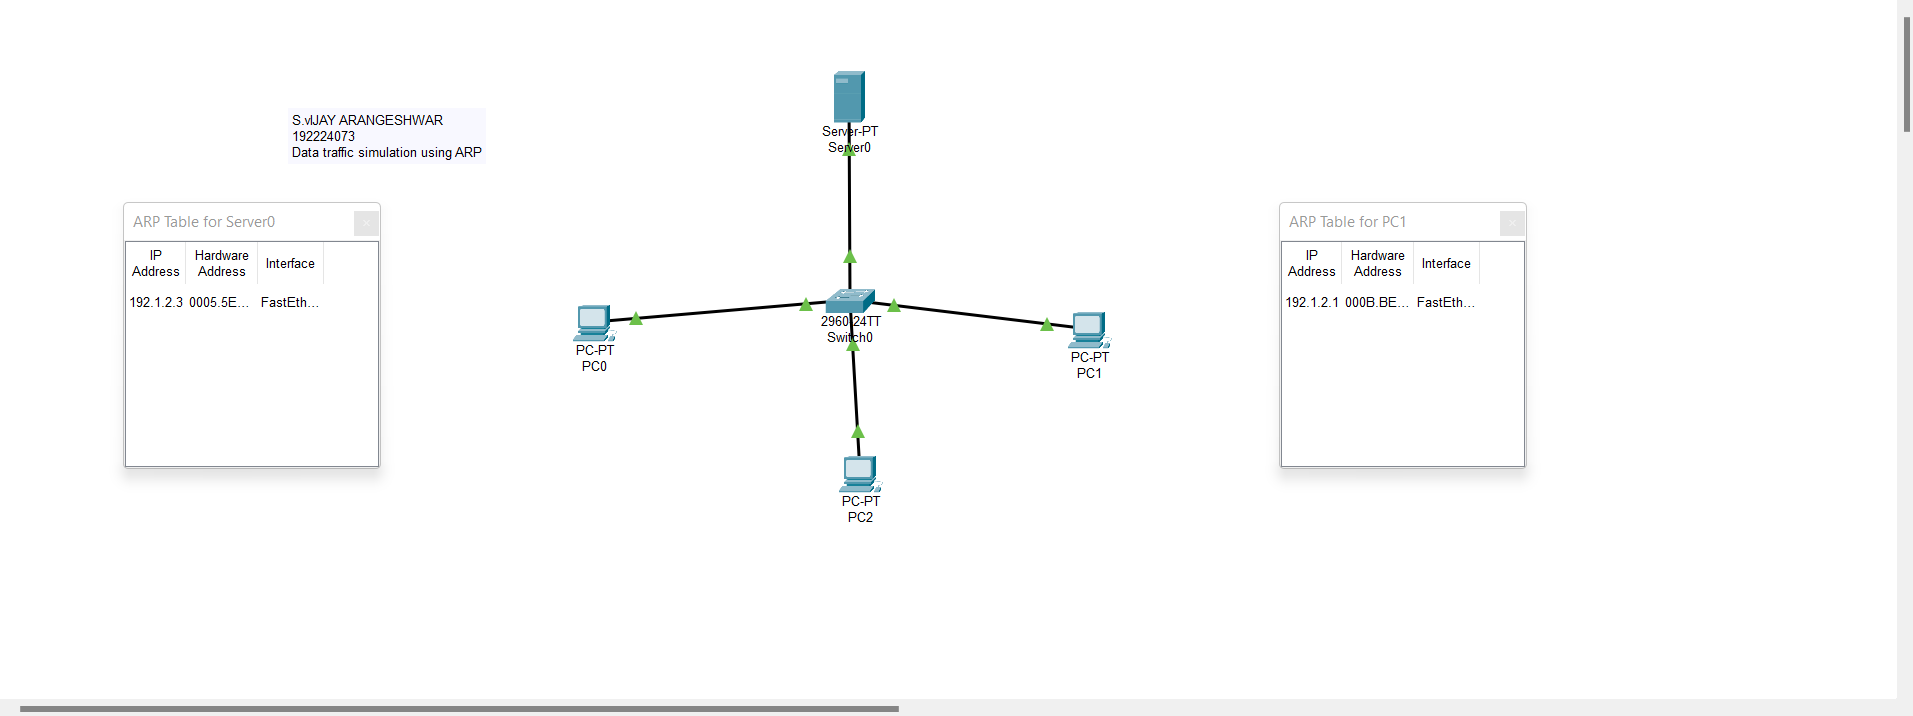 S.vIJAY ARANGESHWAR
192224073
Data traffic simulation using ARP
Server-PT
Server0
ARP Table for Server0
IP Address Hardware Address Interface
192.1.2.3 0005.5E... FastEth...
ARP Table for PC1
IP Address Hardware Address Interface
192.1.2.1 000B.BE... FastEth...
2960-24TT
Switch0
PC-PT
PC0
PC-PT
PC1
PC-PT
PC2